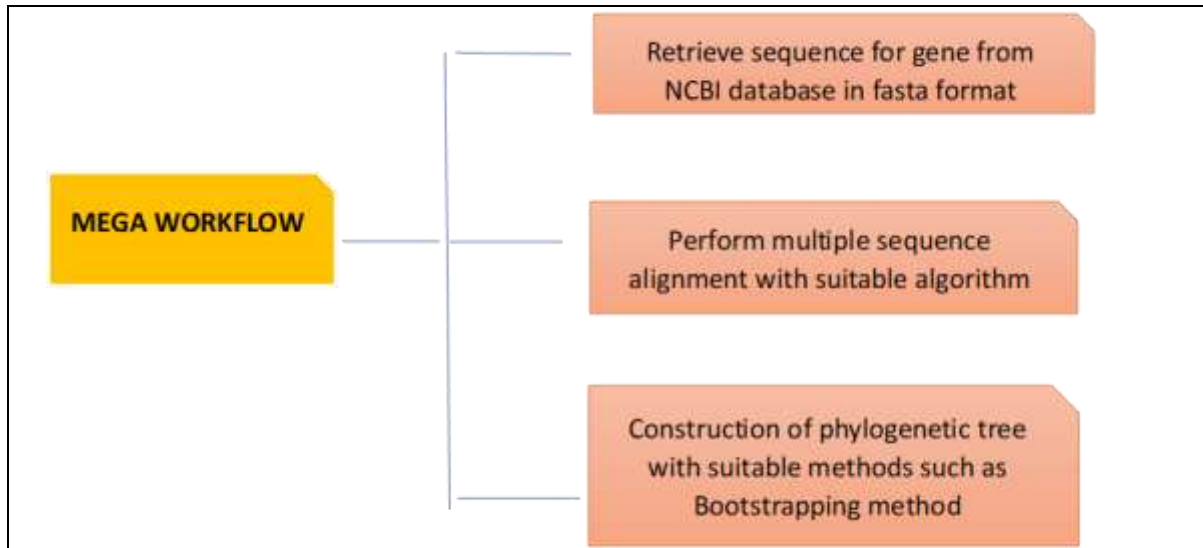 Retrieve sequence for gene from
NCBI database in fasta format
MEGA WORKFLOW
Perform multiple sequence
alignment with suitable algorithm
Construction of phylogenetic tree
with suitable methods such as
Bootstrapping method